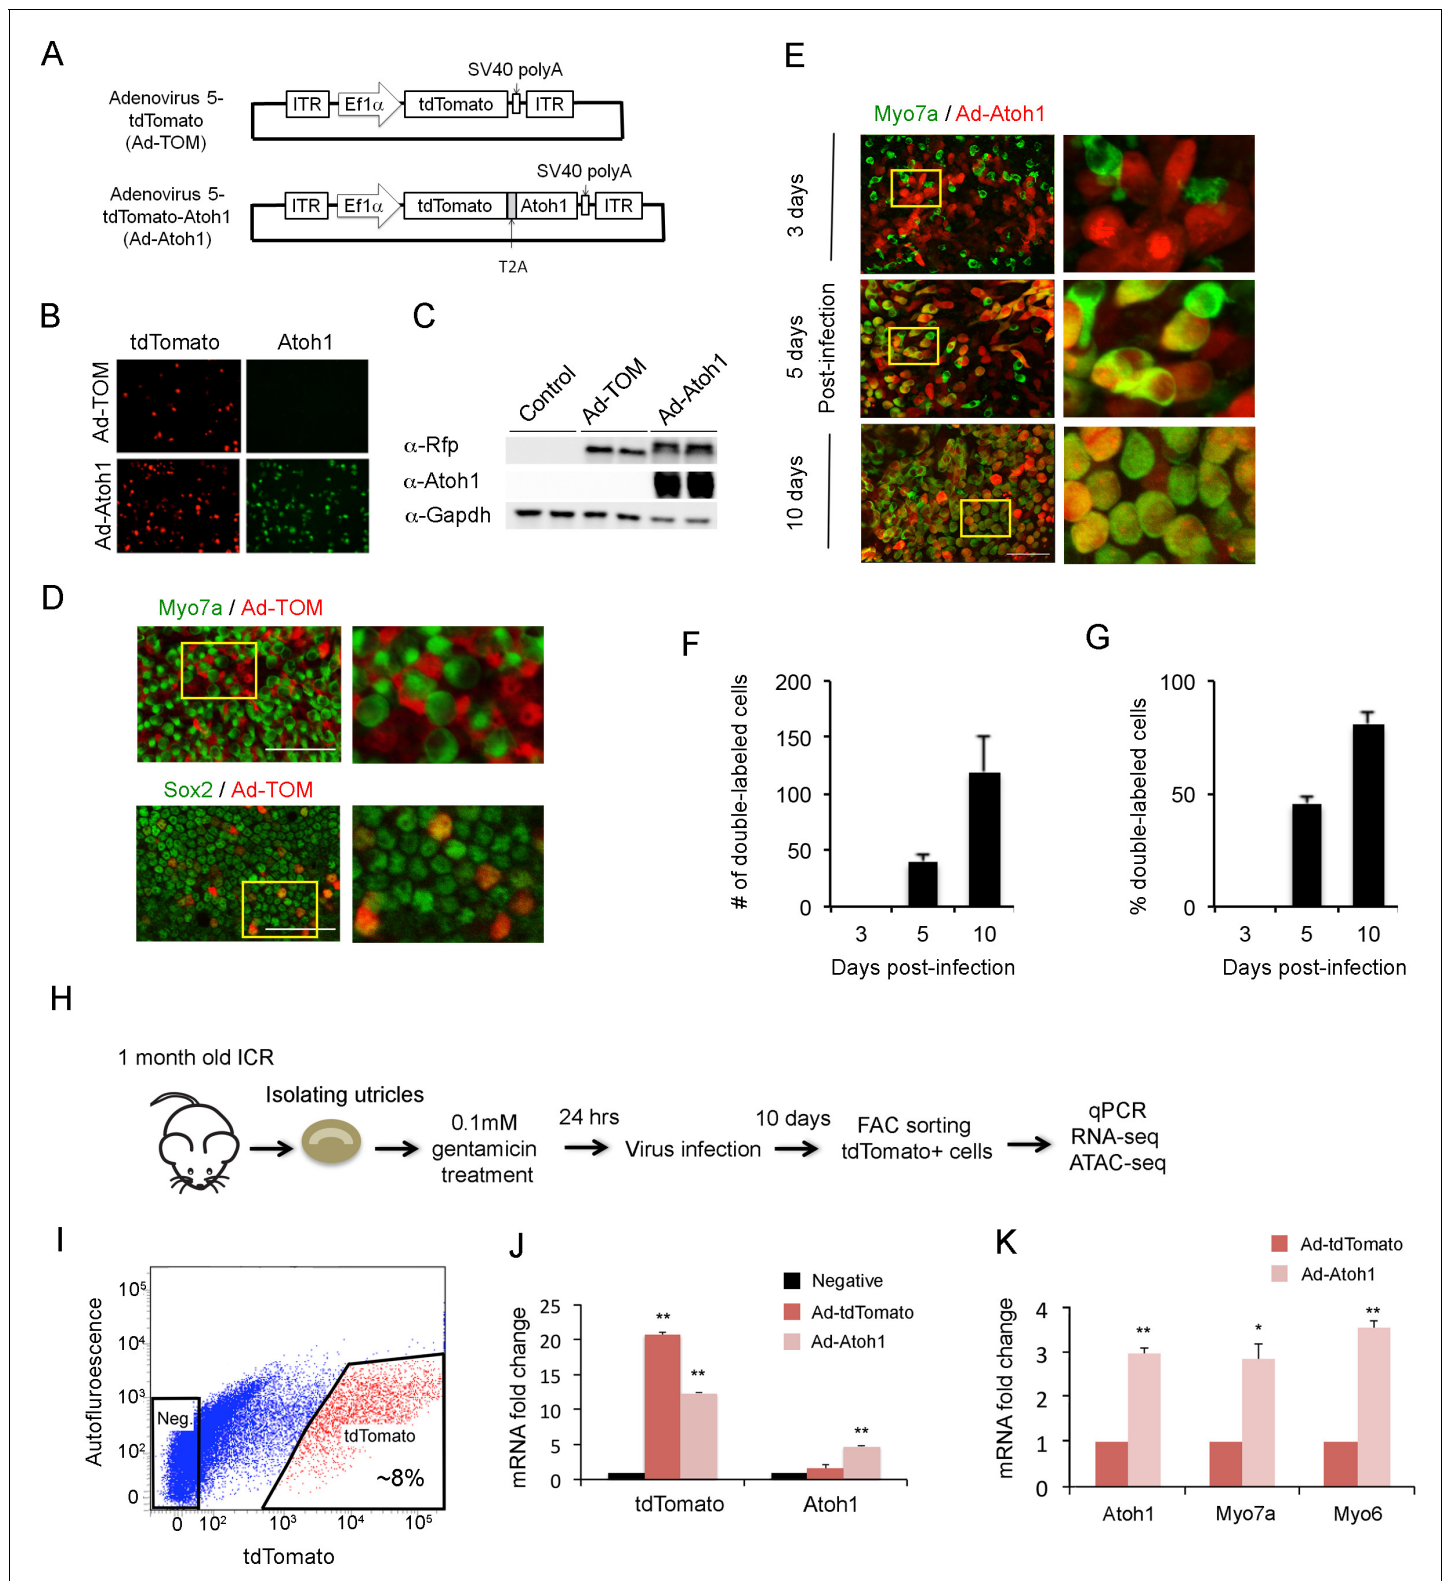 A
Adenovirus 5-
tdTomato
(Ad-TOM)
ITR
Ef1α
tdTomato
SV40 polyA
ITR
Adenovirus 5-
tdTomato-Atoh1
(Ad-Atoh1)
ITR
Ef1α
tdTomato
Atoh1
SV40 polyA
ITR
T2A
B
tdTomato
Atoh1
Ad-TOM
Ad-Atoh1
C
Control
Ad-TOM
Ad-Atoh1
α-Rfp
α-Atoh1
α-Gapdh
D
Myo7a / Ad-TOM
Sox2 / Ad-TOM
E
Myo7a / Ad-Atoh1
3 days
5 days
10 days
Post-infection
F
# of double-labeled cells
200
150
100
50
0
3 5 10
Days post-infection
G
% double-labeled cells
100
50
0
3 5 10
Days post-infection
H
1 month old ICR
Isolating utricles
0.1mM
gentamicin
treatment
24 hrs
Virus infection
10 days
FAC sorting
tdTomato+ cells
qPCR
RNA-seq
ATAC-seq
I
Autofluroescence
10⁵
10⁴
10³
10²
0
Neg.
tdTomato
~8%
0 10² 10³ 10⁴ 10⁵
tdTomato
J
Negative
Ad-tdTomato
Ad-Atoh1
mRNA fold change
25
20
15
10
5
0
**
**
**
tdTomato
Atoh1
K
Ad-tdTomato
Ad-Atoh1
mRNA fold change
4
3
2
1
0
**
*
**
Atoh1
Myo7a
Myo6